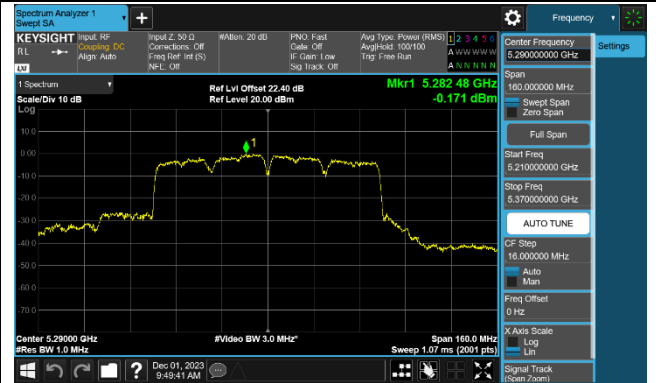 Spectrum Analyzer 1
Swept SA
+
Frequency
KEYSIGHT
RL
LXI
Input: RF
Coupling: DC
Align: Auto
Input Z: 50 Ω
Corrections: Off
Freq Ref: Int (S)
NFE: Off
#Atten: 20 dB
PNO: Fast
Gate: Off
IF Gain: Low
Sig Track: Off
Avg Type: Power (RMS)
Avg|Hold: 100/100
Trig: Free Run
1 2 3 4 5 6
A W W W W W
A N N N N N
1 Spectrum
Scale/Div 10 dB
Log
Ref Lvl Offset 22.40 dB
Ref Level 20.00 dBm
Mkr1 5.282 48 GHz
-0.171 dBm
1
10.0
0.00
-10.0
-20.0
-30.0
-40.0
-50.0
-60.0
-70.0
Center 5.29000 GHz
#Res BW 1.0 MHz
#Video BW 3.0 MHz*
Span 160.0 MHz
Sweep 1.07 ms (2001 pts)
?
Dec 01, 2023
9:49:41 AM
Center Frequency
5.290000000 GHz
Span
160.000000 MHz
Swept Span
Zero Span
Full Span
Start Freq
5.210000000 GHz
Stop Freq
5.370000000 GHz
AUTO TUNE
CF Step
16.000000 MHz
Auto
Man
Freq Offset
0 Hz
X Axis Scale
Log
Lin
Signal Track
(Span Zoom)
Settings